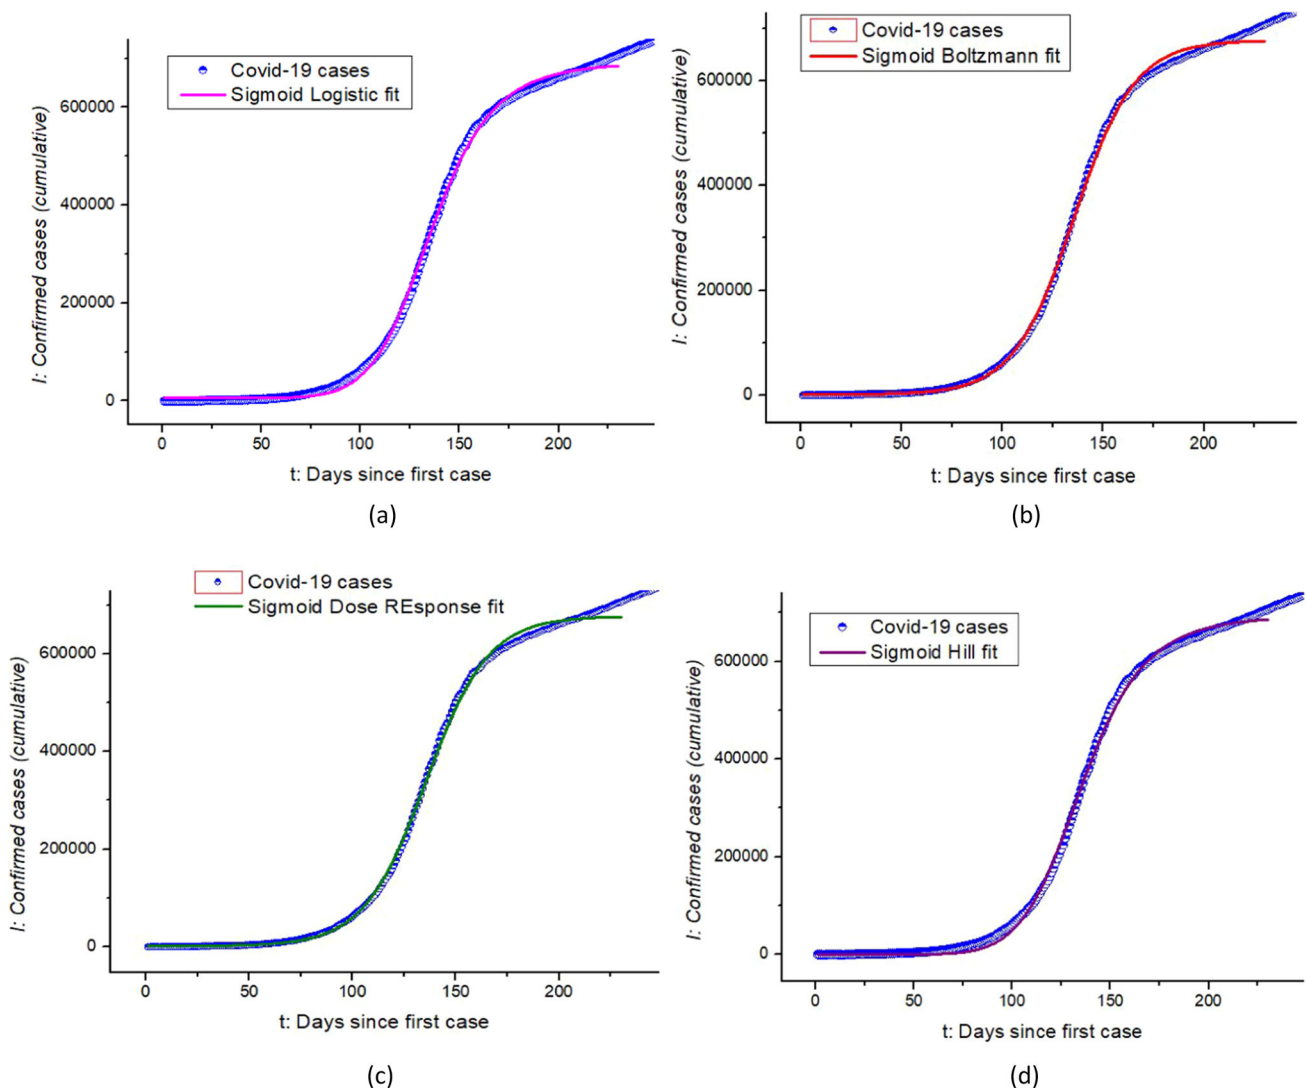 (a)
Covid-19 cases
Sigmoid Logistic fit
I: Confirmed cases (cumulative)
600000
400000
200000
0
0 50 100 150 200
t: Days since first case
(b)
Covid-19 cases
Sigmoid Boltzmann fit
I: Confirmed cases (cumulative)
600000
400000
200000
0
0 50 100 150 200
t: Days since first case
(a)
(b)
Covid-19 cases
Sigmoid Dose REsponse fit
I: Confirmed cases (cumulative)
600000
400000
200000
0
0 50 100 150 200
t: Days since first case
(c)
Covid-19 cases
Sigmoid Hill fit
I: Confirmed cases (cumulative)
600000
400000
200000
0
0 50 100 150 200
t: Days since first case
(d)
(c)
(d)